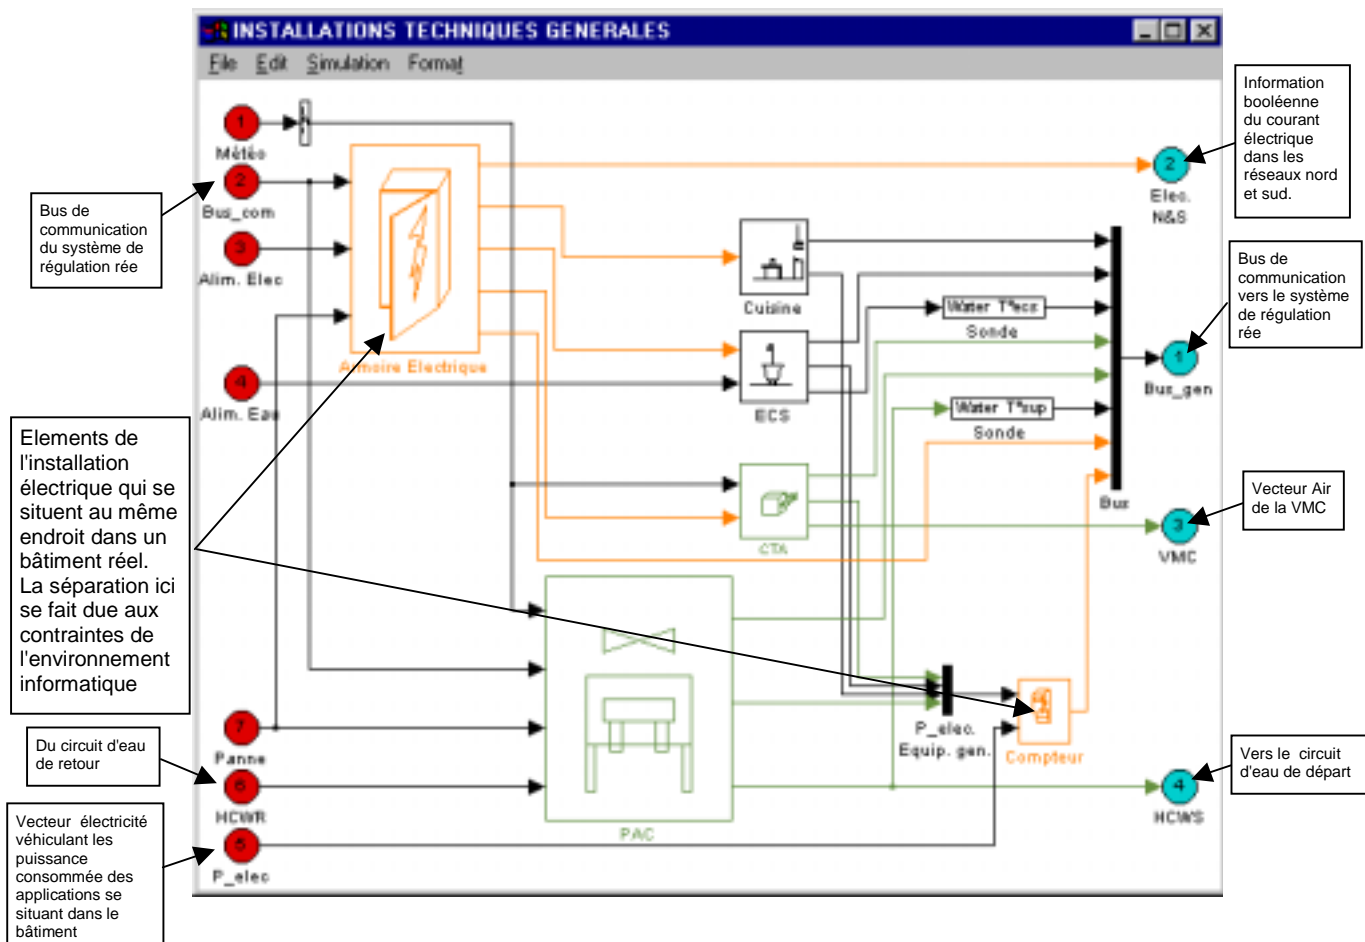 INSTALLATIONS TECHNIQUES GENERALES
File Edit Simulation Format
1
Météo
2
Bus_com
3
Alim. Elec
4
Alim. Eau
7
Panne
6
HCWR
5
P_elec
Armoire Electrique
Cuisine
ECS
CTA
PAC
Water T°ecs
Sonde
Water T°sup
Sonde
Bus
P_elec.
Equip. gen.
Compteur
2
Elec.
N&S
1
Bus_gen
3
VMC
4
HCWS
Bus de
communication
du système de
régulation rée
Elements de
l'installation
électrique qui se
situent au même
endroit dans un
bâtiment réel.
La séparation ici
se fait due aux
contraintes de
l'environnement
informatique
Du circuit d'eau
de retour
Vecteur électricité
véhiculant les
puissance
consommée des
applications se
situant dans le
bâtiment
Information
booléenne
du courant
électrique
dans les
réseaux nord
et sud.
Bus de
communication
vers le système
de régulation
rée
Vecteur Air
de la VMC
Vers le circuit
d'eau de départ